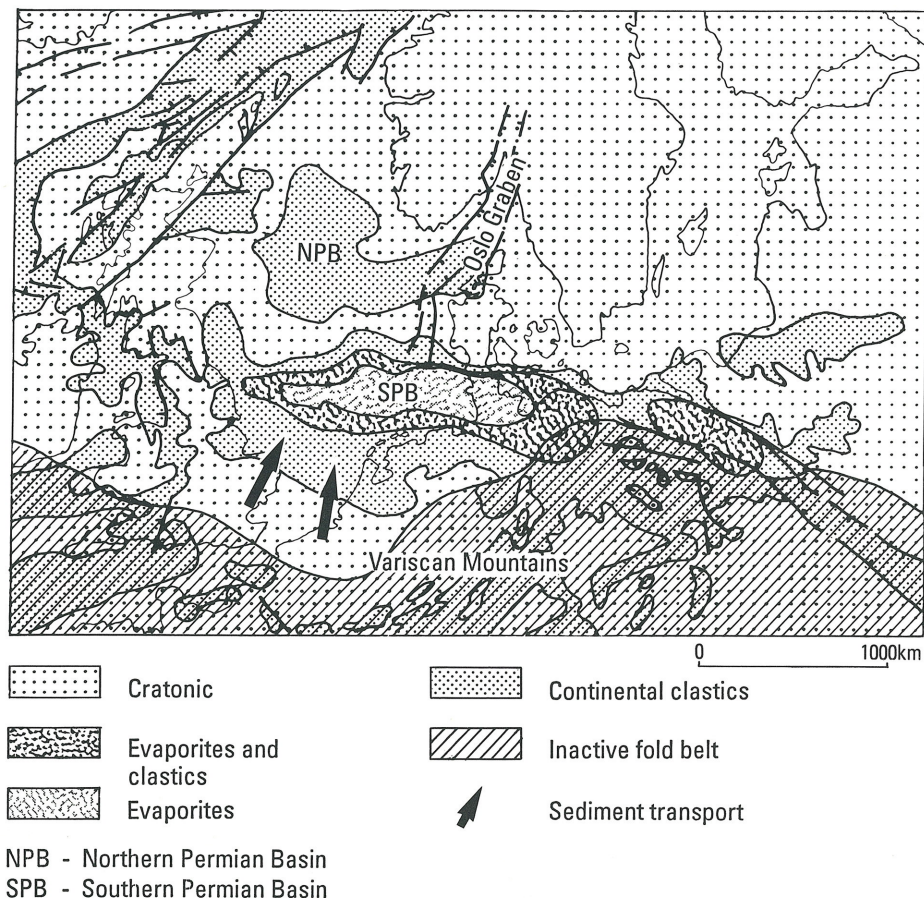 NPB
Oslo Graben
SPB
Variscan Mountains
0 1000km
Cratonic
Continental clastics
Evaporites and
clastics
Inactive fold belt
Evaporites
Sediment transport
NPB - Northern Permian Basin
SPB - Southern Permian Basin